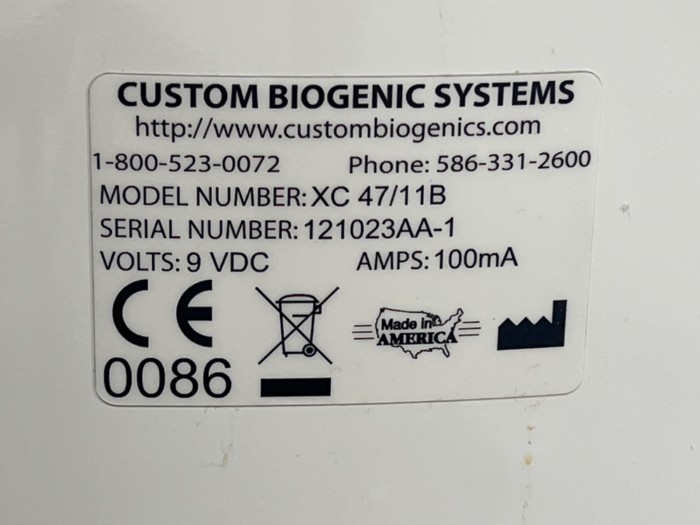 CUSTOM BIOGENIC SYSTEMS
http://www.custombiogenics.com
1-800-523-0072 Phone: 586-331-2600
MODEL NUMBER: XC 47/11B
SERIAL NUMBER: 121023AA-1
VOLTS: 9 VDC AMPS: 100mA
CE
Made in
AMERICA
0086